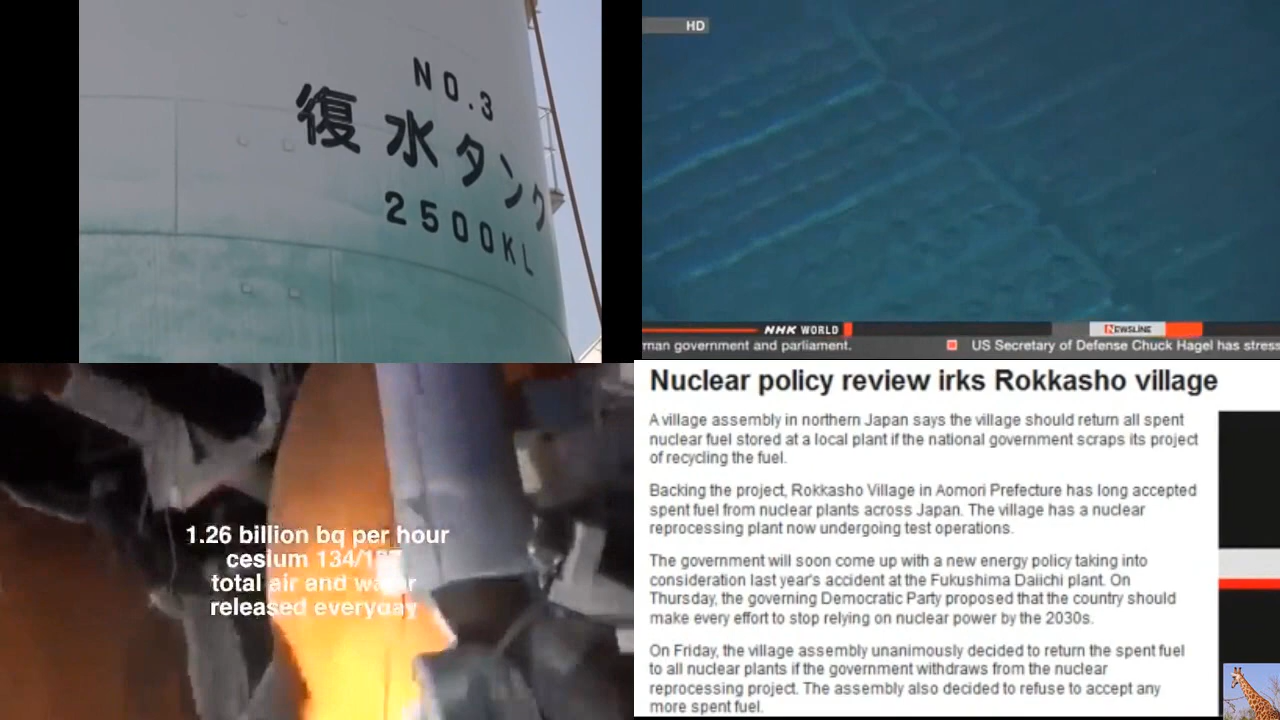 NO.3
復水タンク
2500KL
HD
NHK WORLD
NEWSLINE
man government and parliament.
US Secretary of Defense Chuck Hagel has stress
1.26 billion bq per hour
cesium 134/137
total air and water
released everyday
Nuclear policy review irks Rokkasho village
A village assembly in northern Japan says the village should return all spent
nuclear fuel stored at a local plant if the national government scraps its project
of recycling the fuel.
Backing the project, Rokkasho Village in Aomori Prefecture has long accepted
spent fuel from nuclear plants across Japan. The village has a nuclear
reprocessing plant now undergoing test operations.
The government will soon come up with a new energy policy taking into
consideration last year's accident at the Fukushima Daiichi plant. On
Thursday, the governing Democratic Party proposed that the country should
make every effort to stop relying on nuclear power by the 2030s.
On Friday, the village assembly unanimously decided to return the spent fuel
to all nuclear plants if the government withdraws from the nuclear
reprocessing project. The assembly also decided to refuse to accept any
more spent fuel.